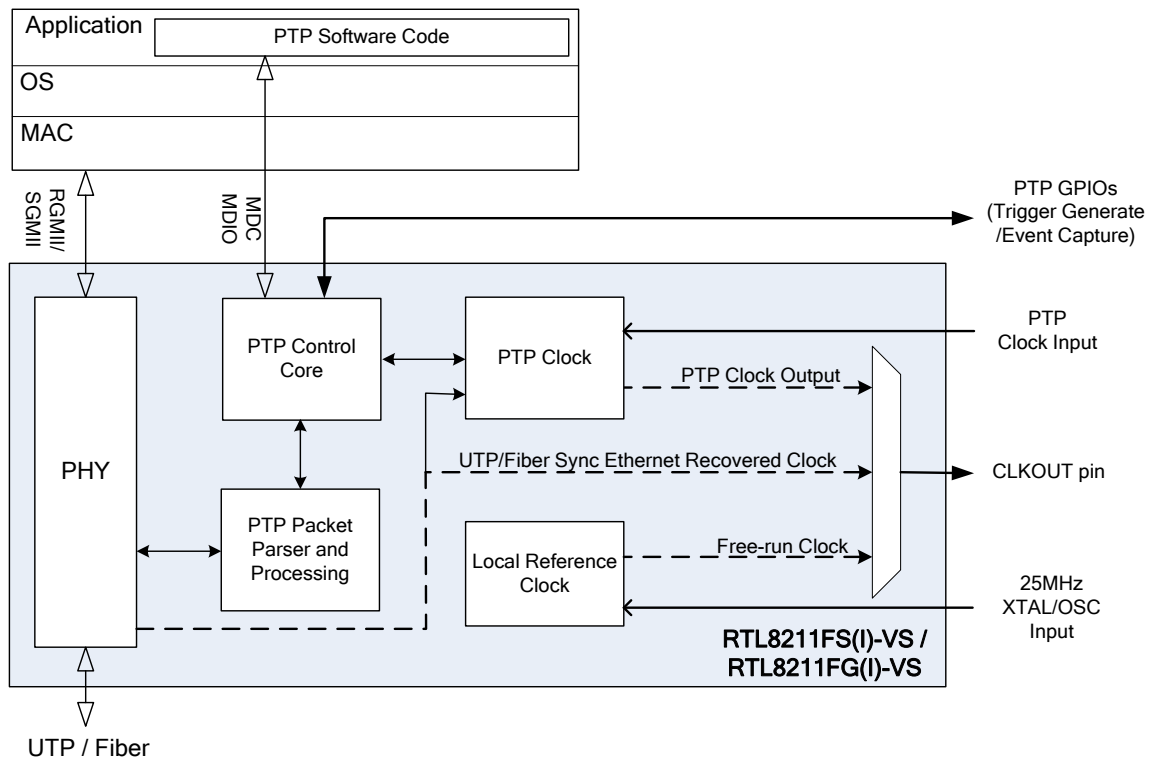 Application
PTP Software Code
OS
MAC
RGMII/
SGMII
MDC
MDIO
PTP GPIOs
(Trigger Generate
/Event Capture)
PTP Control
Core
PTP Clock
PTP
Clock Input
PTP Clock Output
PHY
UTP/Fiber Sync Ethernet Recovered Clock
CLKOUT pin
PTP Packet
Parser and
Processing
Local Reference
Clock
Free-run Clock
25MHz
XTAL/OSC
Input
RTL8211FS(I)-VS /
RTL8211FG(I)-VS
UTP / Fiber